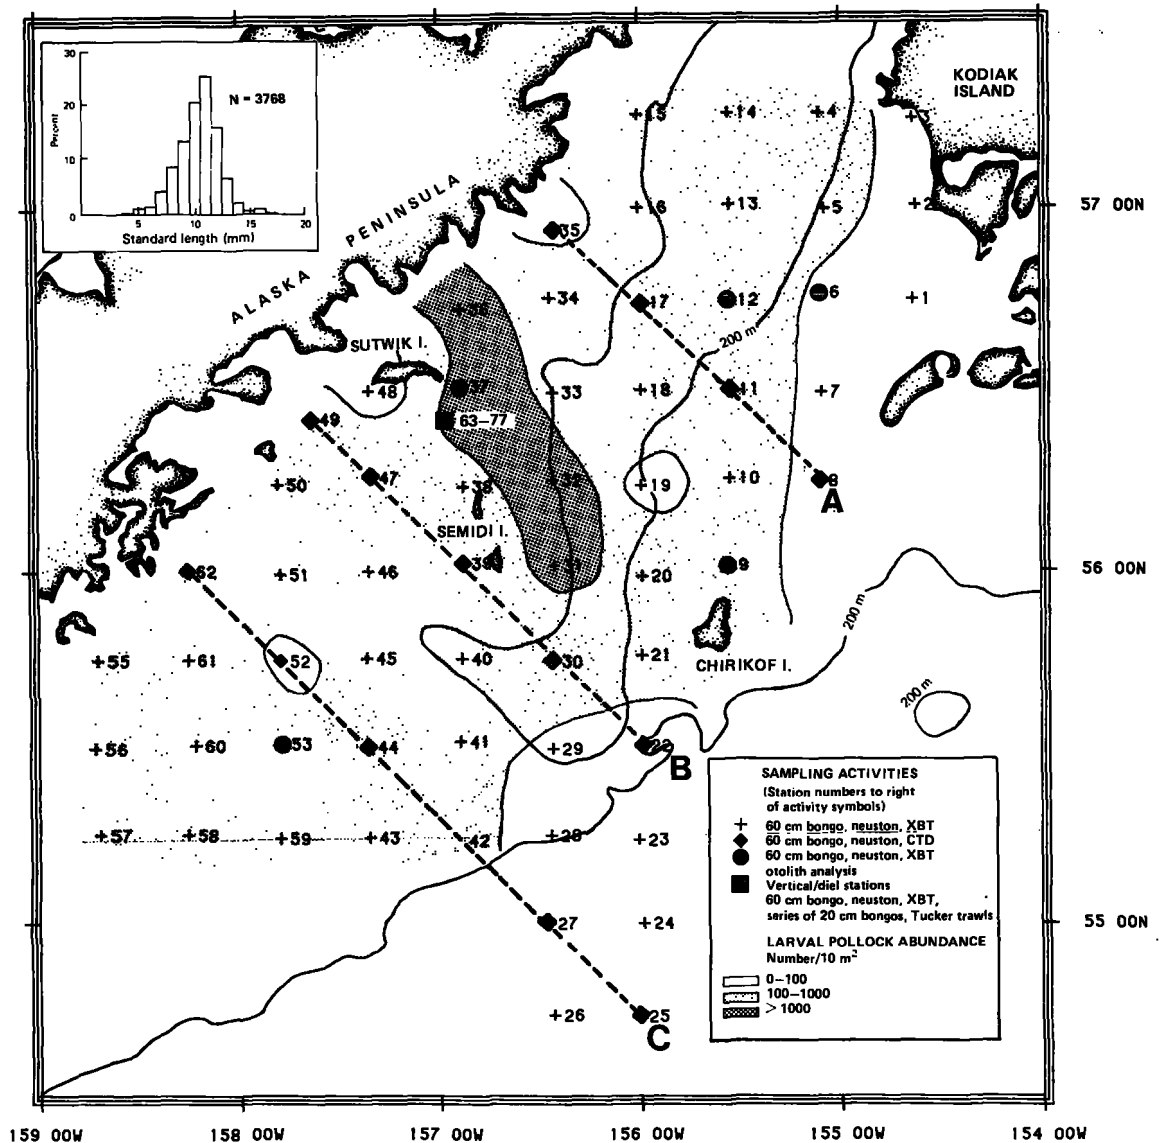 30
20
10
0
Percent
N = 3768
5
10
15
20
Standard length (mm)
KODIAK
ISLAND
ALASKA PENINSULA
+15
+14
+4
+3
+16
+13
+5
+2
35
+34
17
12
6
+1
200 m
SUTWIK I.
+48
37
+33
+18
11
+7
49
63–77
47
+50
+38
+32
+19
+10
8
A
SEMIDI I.
39
+31
62
+51
+46
+20
9
200 m
+55
+61
52
+45
+40
30
+21
CHIRIKOF I.
200 m
+56
+60
53
44
+41
+29
22
B
+57
+58
+59
+43
42
+28
+23
27
+24
+26
25
C
SAMPLING ACTIVITIES
(Station numbers to right
of activity symbols)
+ 60 cm bongo, neuston, XBT
60 cm bongo, neuston, CTD
60 cm bongo, neuston, XBT
otolith analysis
Vertical/diel stations
60 cm bongo, neuston, XBT,
series of 20 cm bongos, Tucker trawls
LARVAL POLLOCK ABUNDANCE
Number/10 m²
0–100
100–1000
> 1000
57 00N
56 00N
55 00N
159 00W
158 00W
157 00W
156 00W
155 00W
154 00W